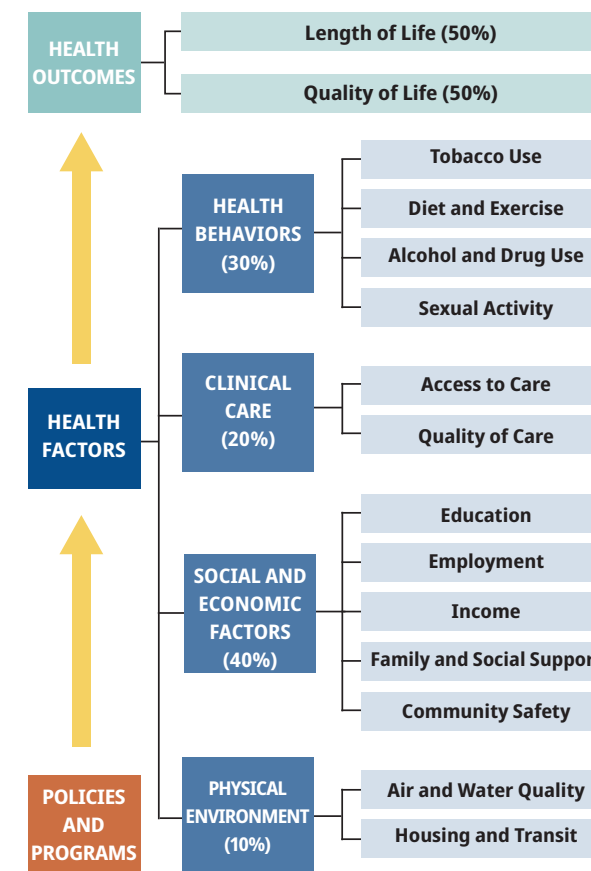 HEALTH
OUTCOMES
Length of Life (50%)
Quality of Life (50%)
HEALTH
BEHAVIORS
(30%)
Tobacco Use
Diet and Exercise
Alcohol and Drug Use
Sexual Activity
HEALTH
FACTORS
CLINICAL
CARE
(20%)
Access to Care
Quality of Care
SOCIAL AND
ECONOMIC
FACTORS
(40%)
Education
Employment
Income
Family and Social Suppor
Community Safety
POLICIES
AND
PROGRAMS
PHYSICAL
ENVIRONMENT
(10%)
Air and Water Quality
Housing and Transit